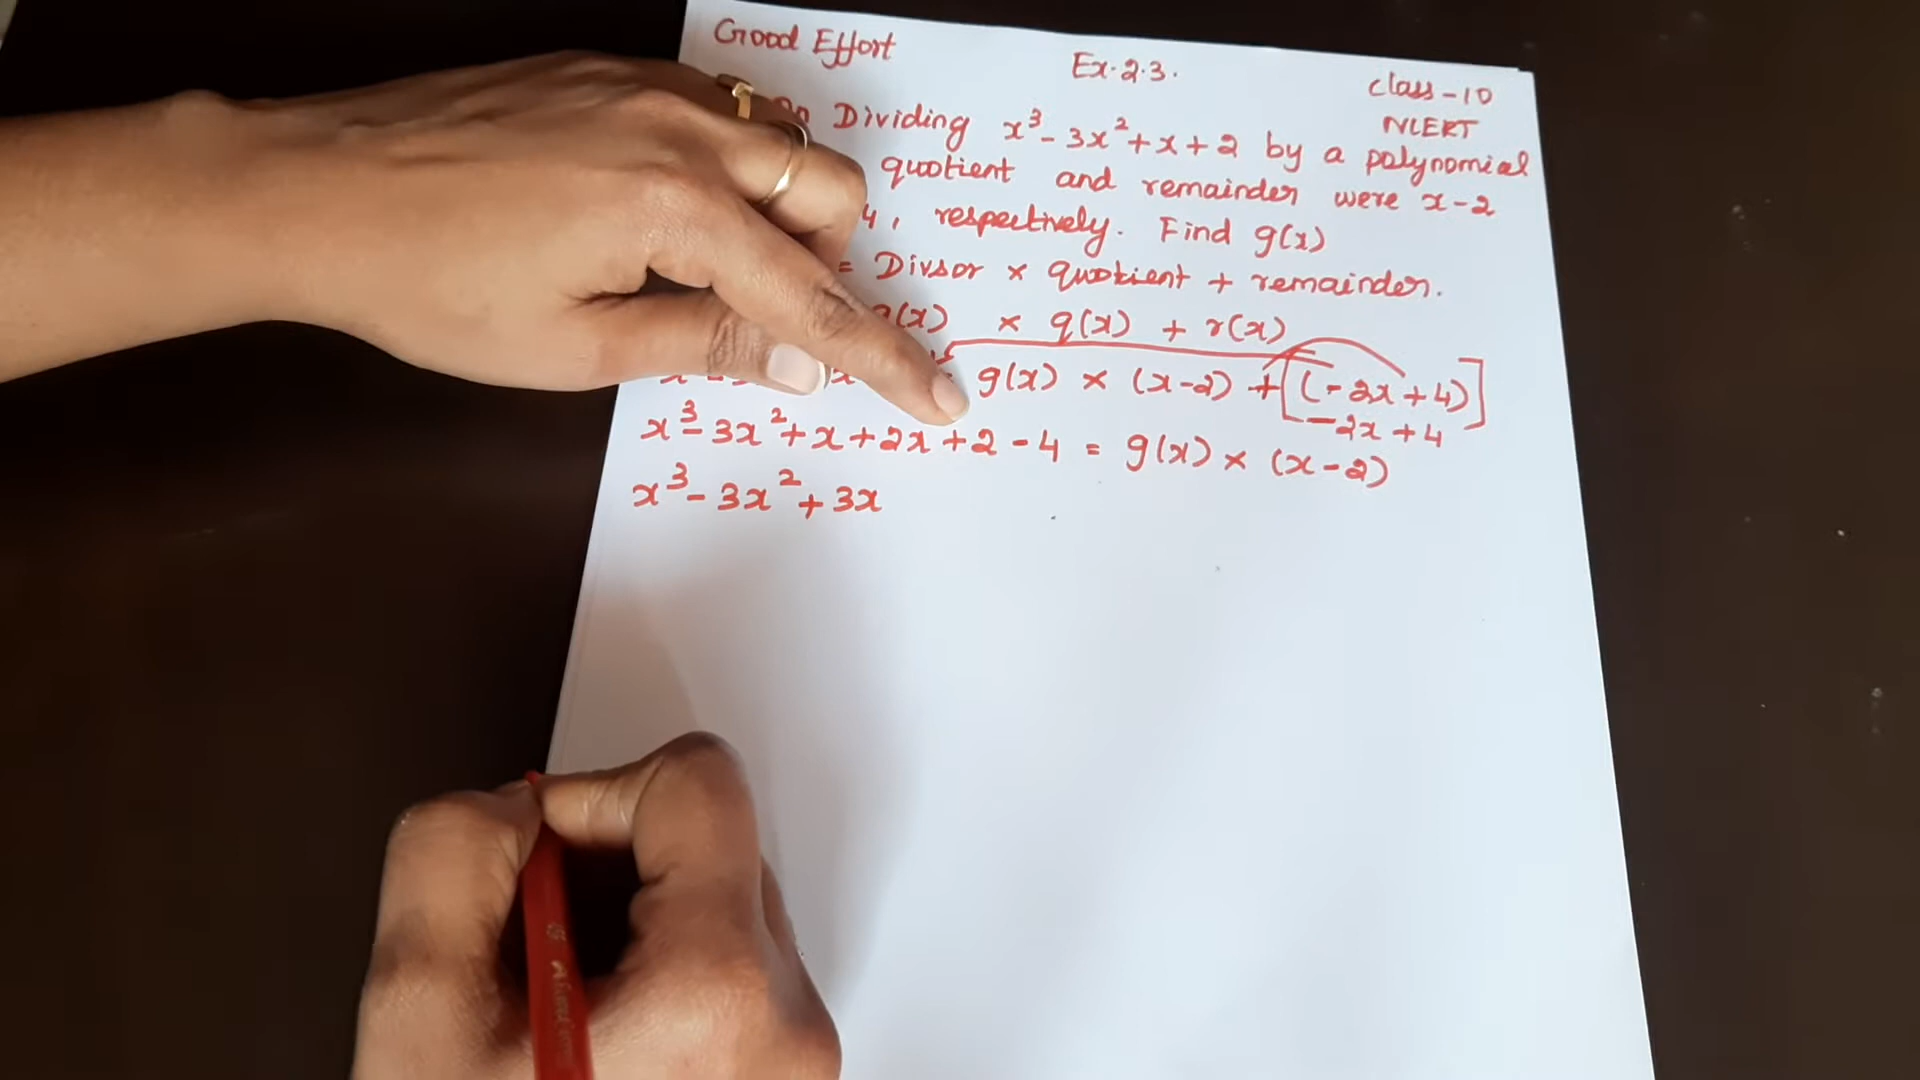 Good Effort
Ex.2.3.
Class-10
NCERT
Dividing x³-3x²+x+2 by a polynomial
quotient and remainder were x-2
4, respectively. Find g(x)
= Divsor × quotient + remainder.
g(x) × q(x) + r(x)
g(x) × (x-2) + [(-2x+4)]
-2x+4
x³-3x²+x+2x+2-4 = g(x) × (x-2)
x³-3x²+3x